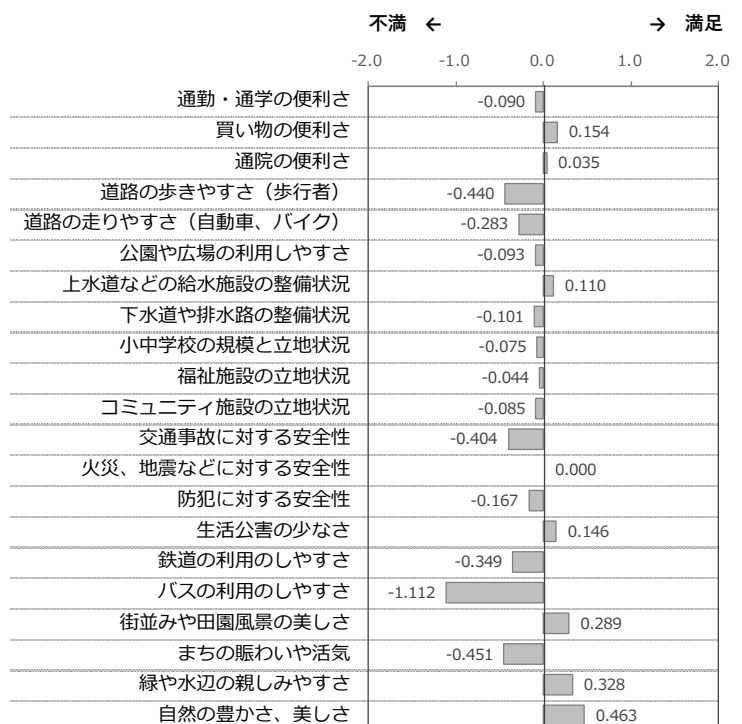 不満 ← → 満足
-2.0 -1.0 0.0 1.0 2.0
通勤・通学の便利さ -0.090
買い物の便利さ 0.154
通院の便利さ 0.035
道路の歩きやすさ（歩行者） -0.440
道路の走りやすさ（自動車、バイク） -0.283
公園や広場の利用しやすさ -0.093
上水道などの給水施設の整備状況 0.110
下水道や排水路の整備状況 -0.101
小中学校の規模と立地状況 -0.075
福祉施設の立地状況 -0.044
コミュニティ施設の立地状況 -0.085
交通事故に対する安全性 -0.404
火災、地震などに対する安全性 0.000
防犯に対する安全性 -0.167
生活公害の少なさ 0.146
鉄道の利用のしやすさ -0.349
バスの利用のしやすさ -1.112
街並みや田園風景の美しさ 0.289
まちの賑わいや活気 -0.451
緑や水辺の親しみやすさ 0.328
自然の豊かさ、美しさ 0.463